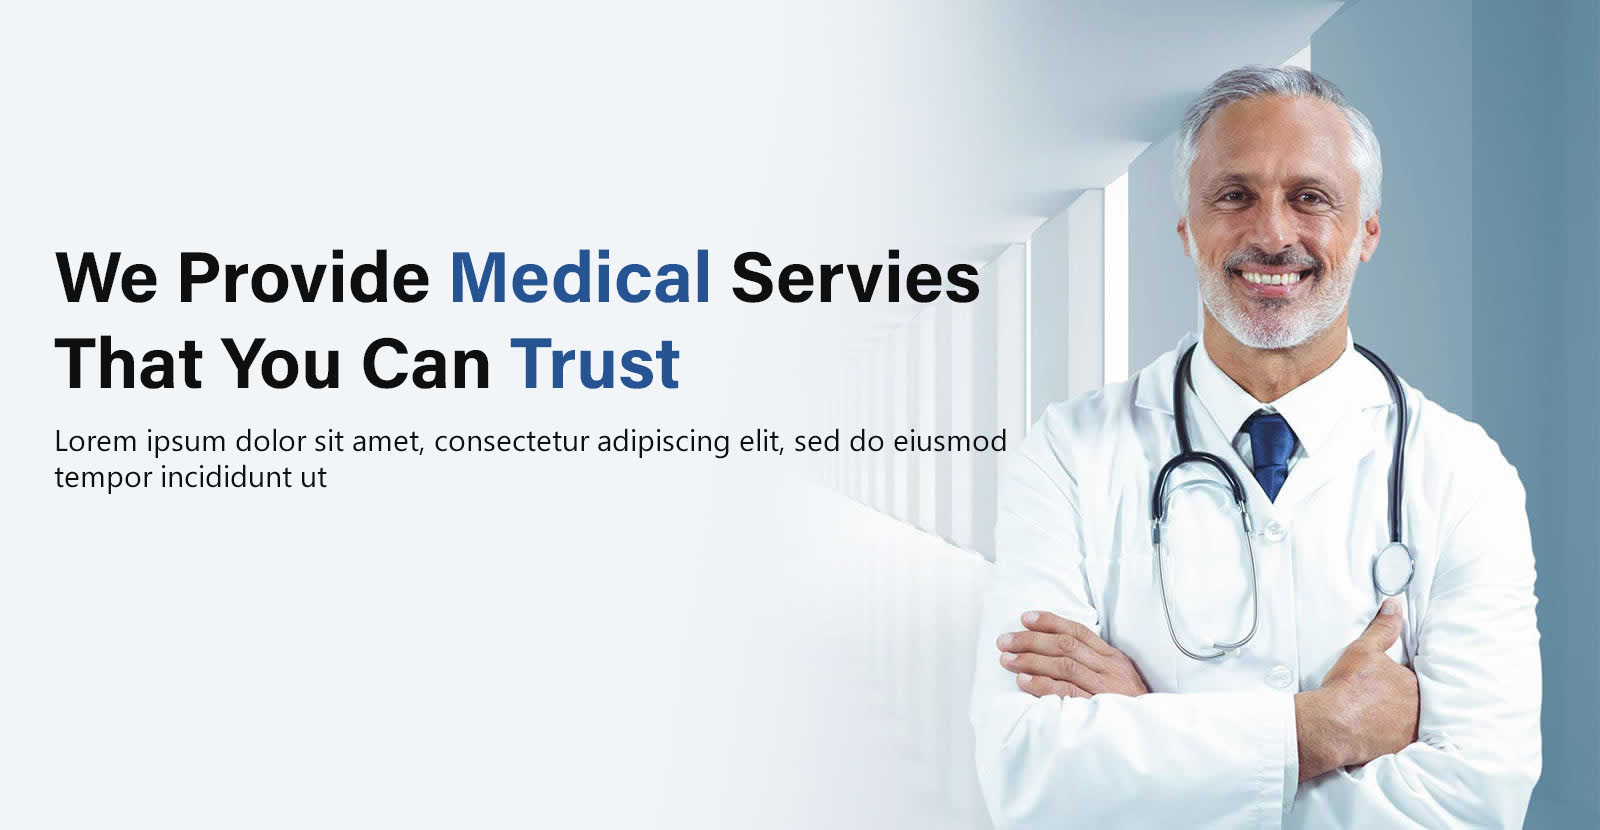 We Provide Medical Servies
That You Can Trust
Lorem ipsum dolor sit amet, consectetur adipiscing elit, sed do eiusmod
tempor incididunt ut